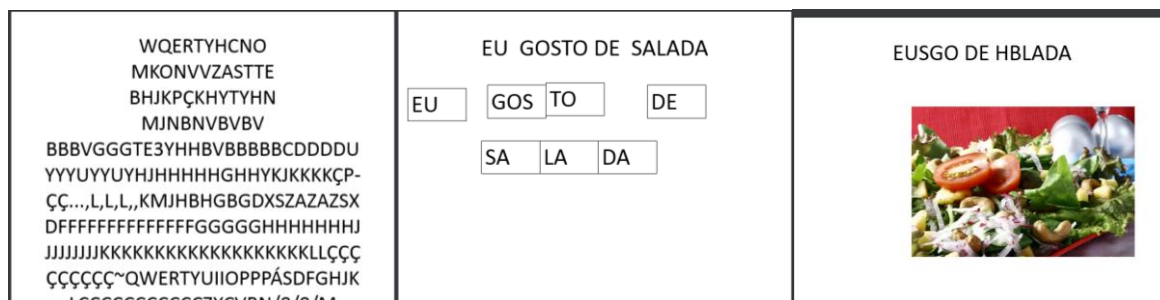 WQERTYHCNO
MKONVVZASTTE
BHJKPÇKHYTYHN
MJNBNVBVBV
BBBVGGGTE3YHHBVBBBBBCDDDDU
YYYUYYUYHJHHHHHGHHYKJKKKKÇP-
ÇÇ...,L,L,L,,KMJHBHGBGDXSZAZAZSX
DFFFFFFFFFFFFFFGGGGGHHHHHHHJ
JJJJJJJJKKKKKKKKKKKKKKKKKKKLLÇÇÇ
ÇÇÇÇÇÇ~QWERTYUIIOPPPÁSDFGHJK
EU GOSTO DE SALADA
EU GOS TO DE
SA LA DA
EUSGO DE HBLADA